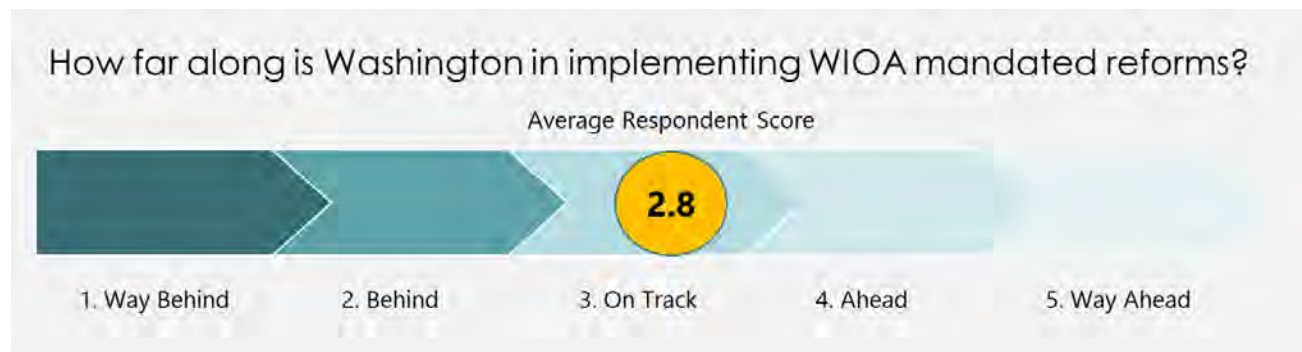 How far along is Washington in implementing WIOA mandated reforms?
Average Respondent Score
2.8
1. Way Behind 2. Behind 3. On Track 4. Ahead 5. Way Ahead